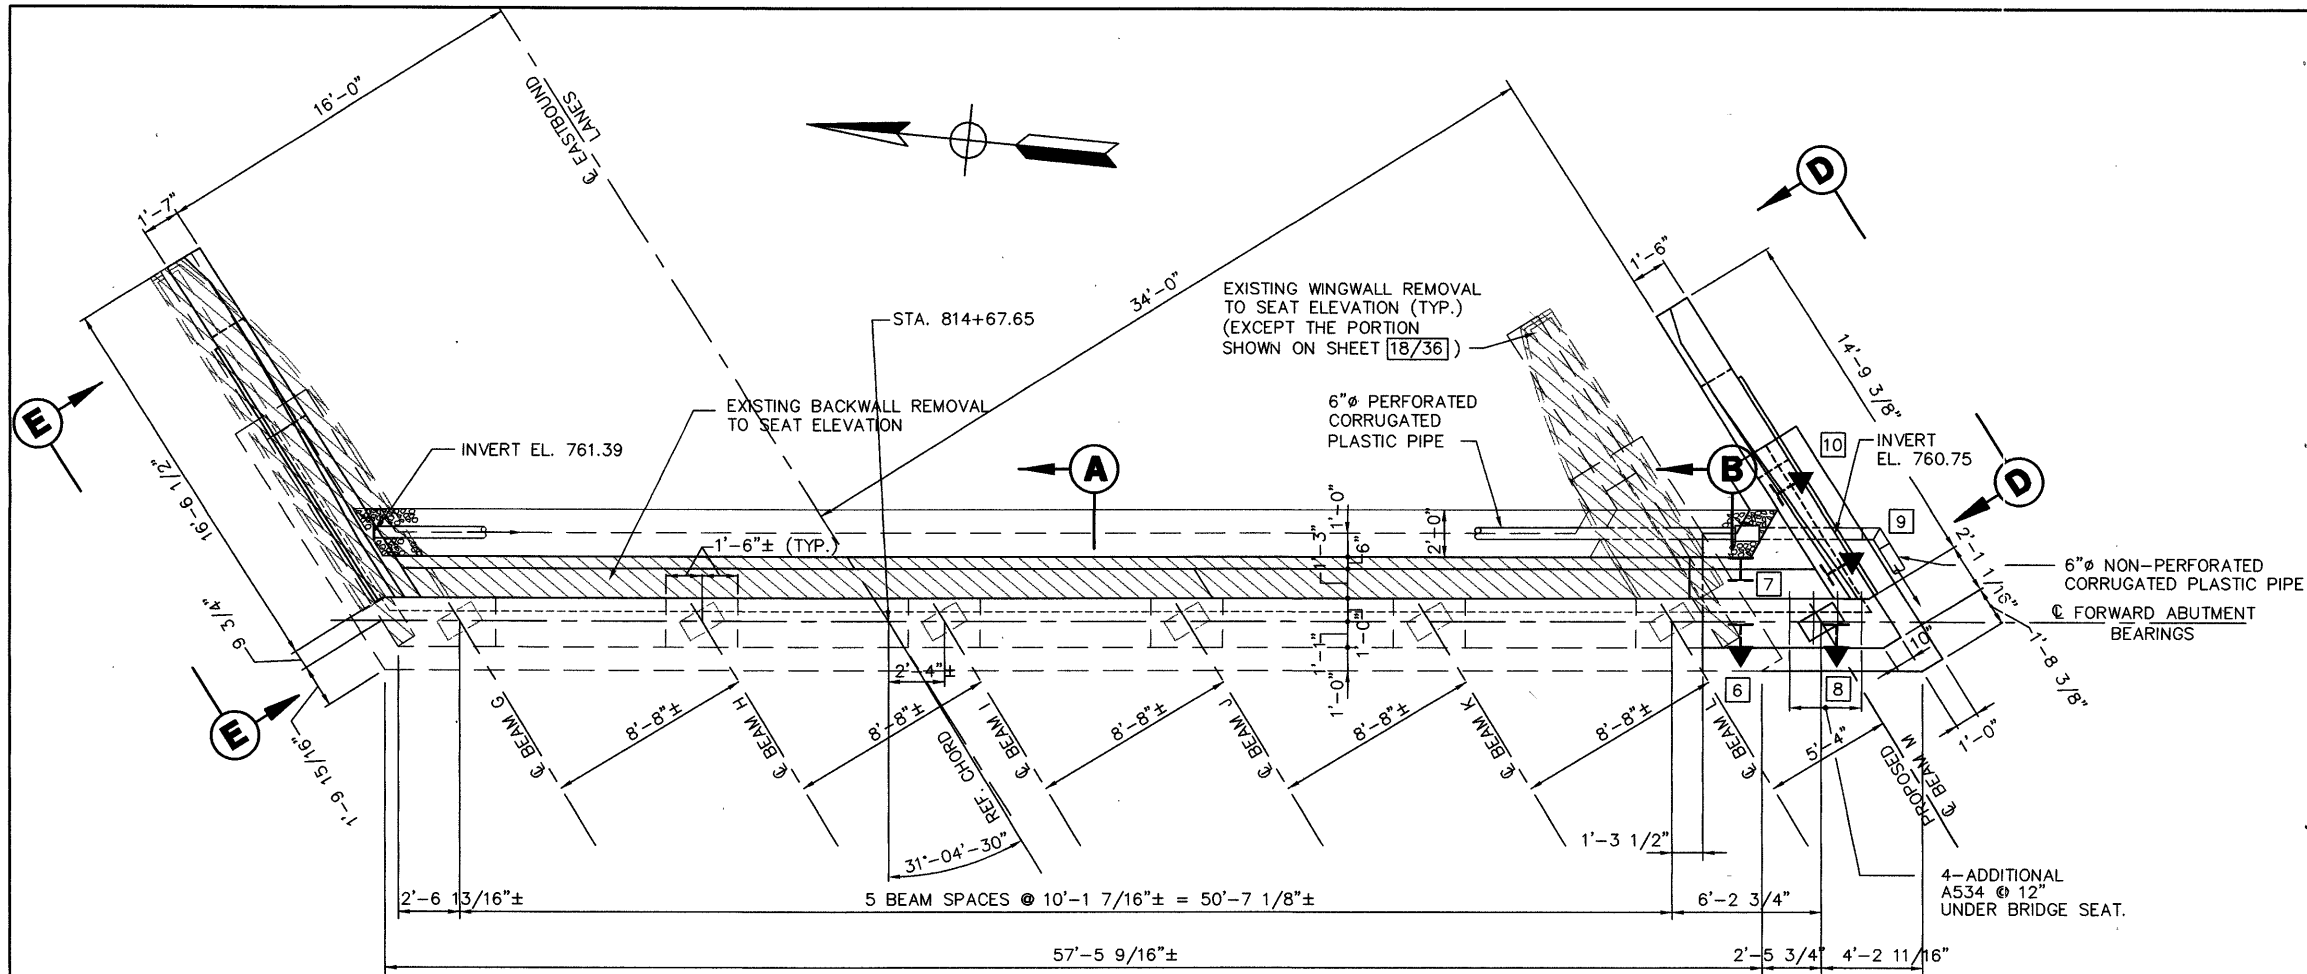 16'-0"
1'-7"
℄ EASTBOUND
LANES
34'-0"
D
1'-6"
14'-9 3/8"
EXISTING WINGWALL REMOVAL
TO SEAT ELEVATION (TYP.)
(EXCEPT THE PORTION
SHOWN ON SHEET 18/36 )
STA. 814+67.65
6"ø PERFORATED
CORRUGATED
PLASTIC PIPE
EXISTING BACKWALL REMOVAL
TO SEAT ELEVATION
INVERT EL. 761.39
E
16'-6 1/2"
A
B
10
INVERT
EL. 760.75
D
9
1'-0"
2'-0"
1'-3"
1'-6"
1'-6"± (TYP.)
7
2'-1 1/16"
6"ø NON-PERFORATED
CORRUGATED PLASTIC PIPE
℄ FORWARD ABUTMENT
BEARINGS
9 3/4"
1'-8 3/8"
10"
1'-0"
1'-1"
2'-4"±
E
1'-9 15/16"
6
8
1'-0"
8'-8"±
8'-8"±
8'-8"±
8'-8"±
8'-8"±
5'-4"
℄ BEAM G
℄ BEAM H
REF. CHORD
℄ BEAM I
℄ BEAM J
℄ BEAM K
℄ BEAM L
PROPOSED
℄ BEAM M
31°-04'-30"
1'-3 1/2"
4-ADDITIONAL
A534 @ 12"
UNDER BRIDGE SEAT.
2'-6 13/16"±
5 BEAM SPACES @ 10'-1 7/16"± = 50'-7 1/8"±
6'-2 3/4"
57'-5 9/16"±
2'-5 3/4"
4'-2 11/16"